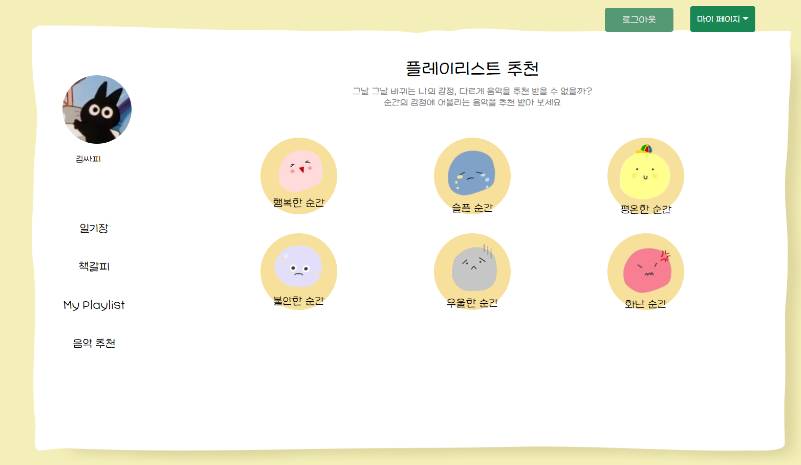 로그아웃
마이 페이지
플레이리스트 추천
그날 그날 바뀌는 나의 감정, 다르게 음악을 추천 받을 수 없을까?
순간의 감정에 어울리는 음악을 추천 받아 보세요
김싸피
행복한 순간
슬픈 순간
평온한 순간
일기장
불안한 순간
우울한 순간
화난 순간
책갈피
My Playlist
음악 추천